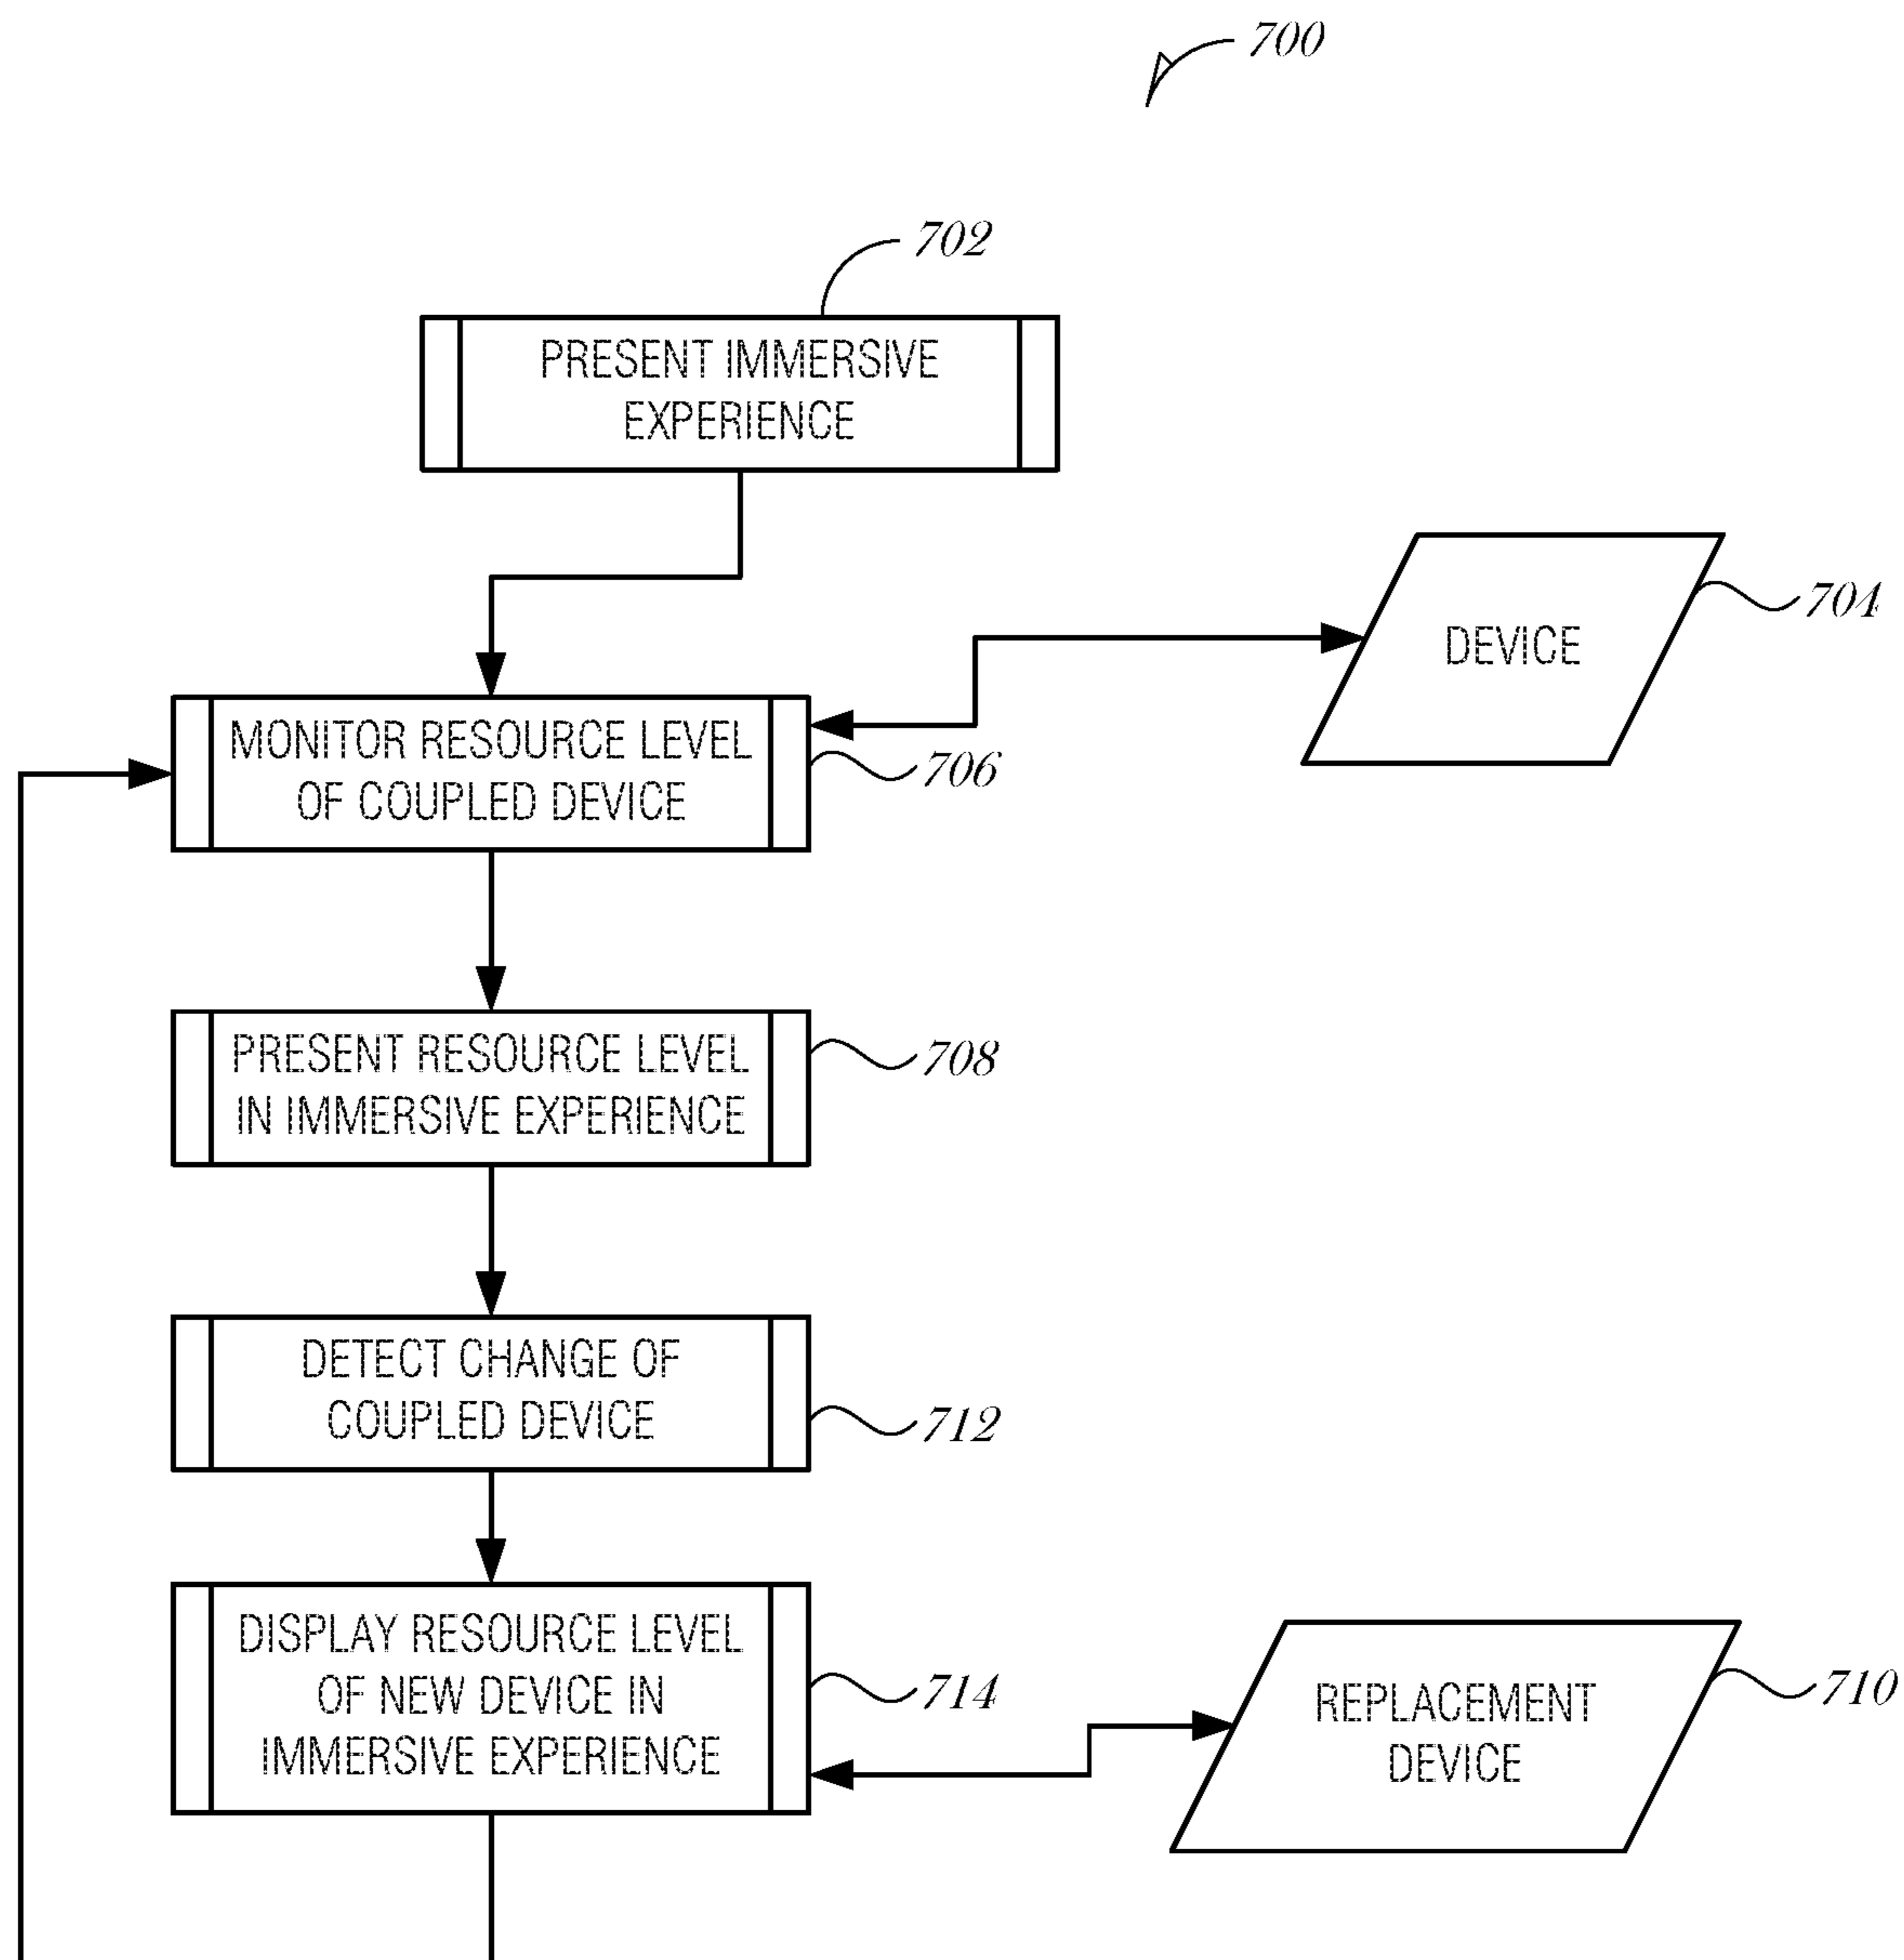 700
702
PRESENT IMMERSIVE
EXPERIENCE
DEVICE
704
MONITOR RESOURCE LEVEL
OF COUPLED DEVICE
706
PRESENT RESOURCE LEVEL
IN IMMERSIVE EXPERIENCE
708
DETECT CHANGE OF
COUPLED DEVICE
712
DISPLAY RESOURCE LEVEL
OF NEW DEVICE IN
IMMERSIVE EXPERIENCE
714
REPLACEMENT
DEVICE
710